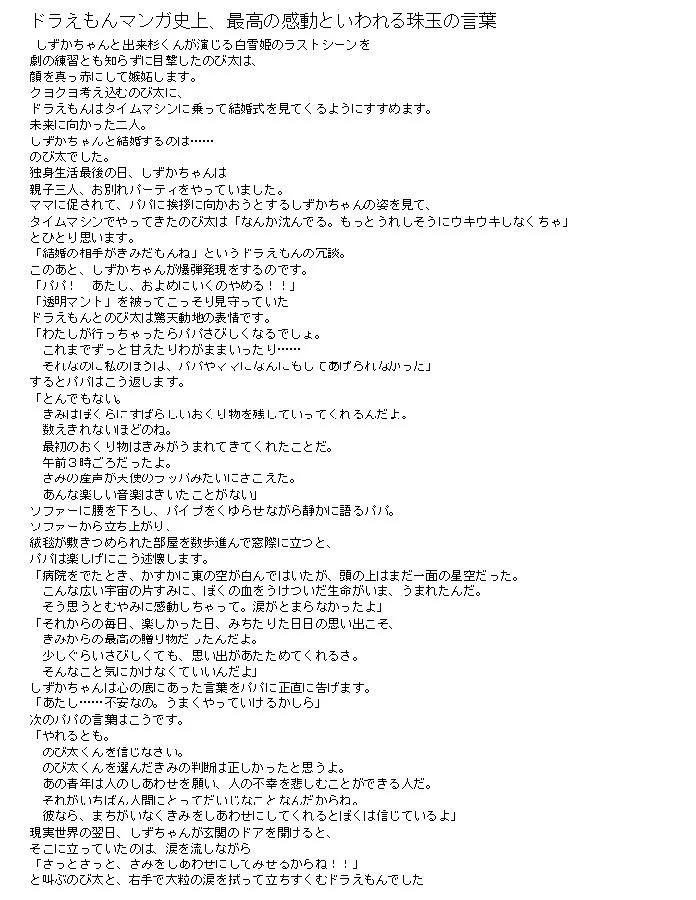 ドラえもんマンガ史上、最高の感動といわれる珠玉の言葉
しずかちゃんと出来杉くんが演じる白雪姫のラストシーンを
劇の練習とも知らずに目撃したのび太は、
顔を真っ赤にして嫉妬します。
クヨクヨ考え込むのび太に、
ドラえもんはタイムマシンに乗って結婚式を見てくるようにすすめます。
未来に向かった二人。
しずかちゃんと結婚するのは……
のび太でした。
独身生活最後の日、しずかちゃんは
親子三人、お別れパーティをやっていました。
ママに促されて、パパに挨拶に向かおうとするしずかちゃんの姿を見て、
タイムマシンでやってきたのび太は「なんか沈んでる。もっとうれしそうにウキウキしなくちゃ」
とひとり思います。
「結婚の相手がきみだもんね」というドラえもんの冗談。
このあと、しずかちゃんが爆弾発現をするのです。
「パパ！　あたし、およめにいくのやめる！！」
「透明マント」を被ってこっそり見守っていた
ドラえもんとのび太は驚天動地の表情です。
「わたしが行っちゃったらパパさびしくなるでしょ。
これまでずっと甘えたりわがままいったり……
それなのに私のほうは、パパやママになんにもしてあげられなかった」
するとパパはこう返します。
「とんでもない。
きみはぼくらにすばらしいおくり物を残していってくれるんだよ。
数えきれないほどのね。
最初のおくり物はきみがうまれてきてくれたことだ。
午前３時ごろだったよ。
きみの産声が天使のラッパみたいにきこえた。
あんな楽しい音楽はきいたことがない」
ソファーに腰を下ろし、パイプをくゆらせながら静かに語るパパ。
ソファーから立ち上がり、
絨毯が敷きつめられた部屋を数歩進んで窓際に立つと、
パパは楽しげにこう述懐します。
「病院をでたとき、かすかに東の空が白んではいたが、頭の上はまだ一面の星空だった。
こんな広い宇宙の片すみに、ぼくの血をうけついだ生命がいま、うまれたんだ。
そう思うとむやみに感動しちゃって。涙がとまらなかったよ」
「それからの毎日、楽しかった日、みちたりた日日の思い出こそ、
きみからの最高の贈り物だったんだよ。
少しぐらいさびしくても、思い出があたためてくれるさ。
そんなこと気にかけなくていいんだよ」
しずかちゃんは心の底にあった言葉をパパに正直に告げます。
「あたし……不安なの。うまくやっていけるかしら」
次のパパの言葉はこうです。
「やれるとも。
のび太くんを信じなさい。
のび太くんを選んだきみの判断は正しかったと思うよ。
あの青年は人のしあわせを願い、人の不幸を悲しむことができる人だ。
それがいちばん人間にとってだいじなことなんだからね。
彼なら、まちがいなくきみをしあわせにしてくれるとぼくは信じているよ」
現実世界の翌日、しずちゃんが玄関のドアを開けると、
そこに立っていたのは、涙を流しながら
「きっときっと、きみをしあわせにしてみせるからね！！」
と叫ぶのび太と、右手で大粒の涙を拭って立ちすくむドラえもんでした